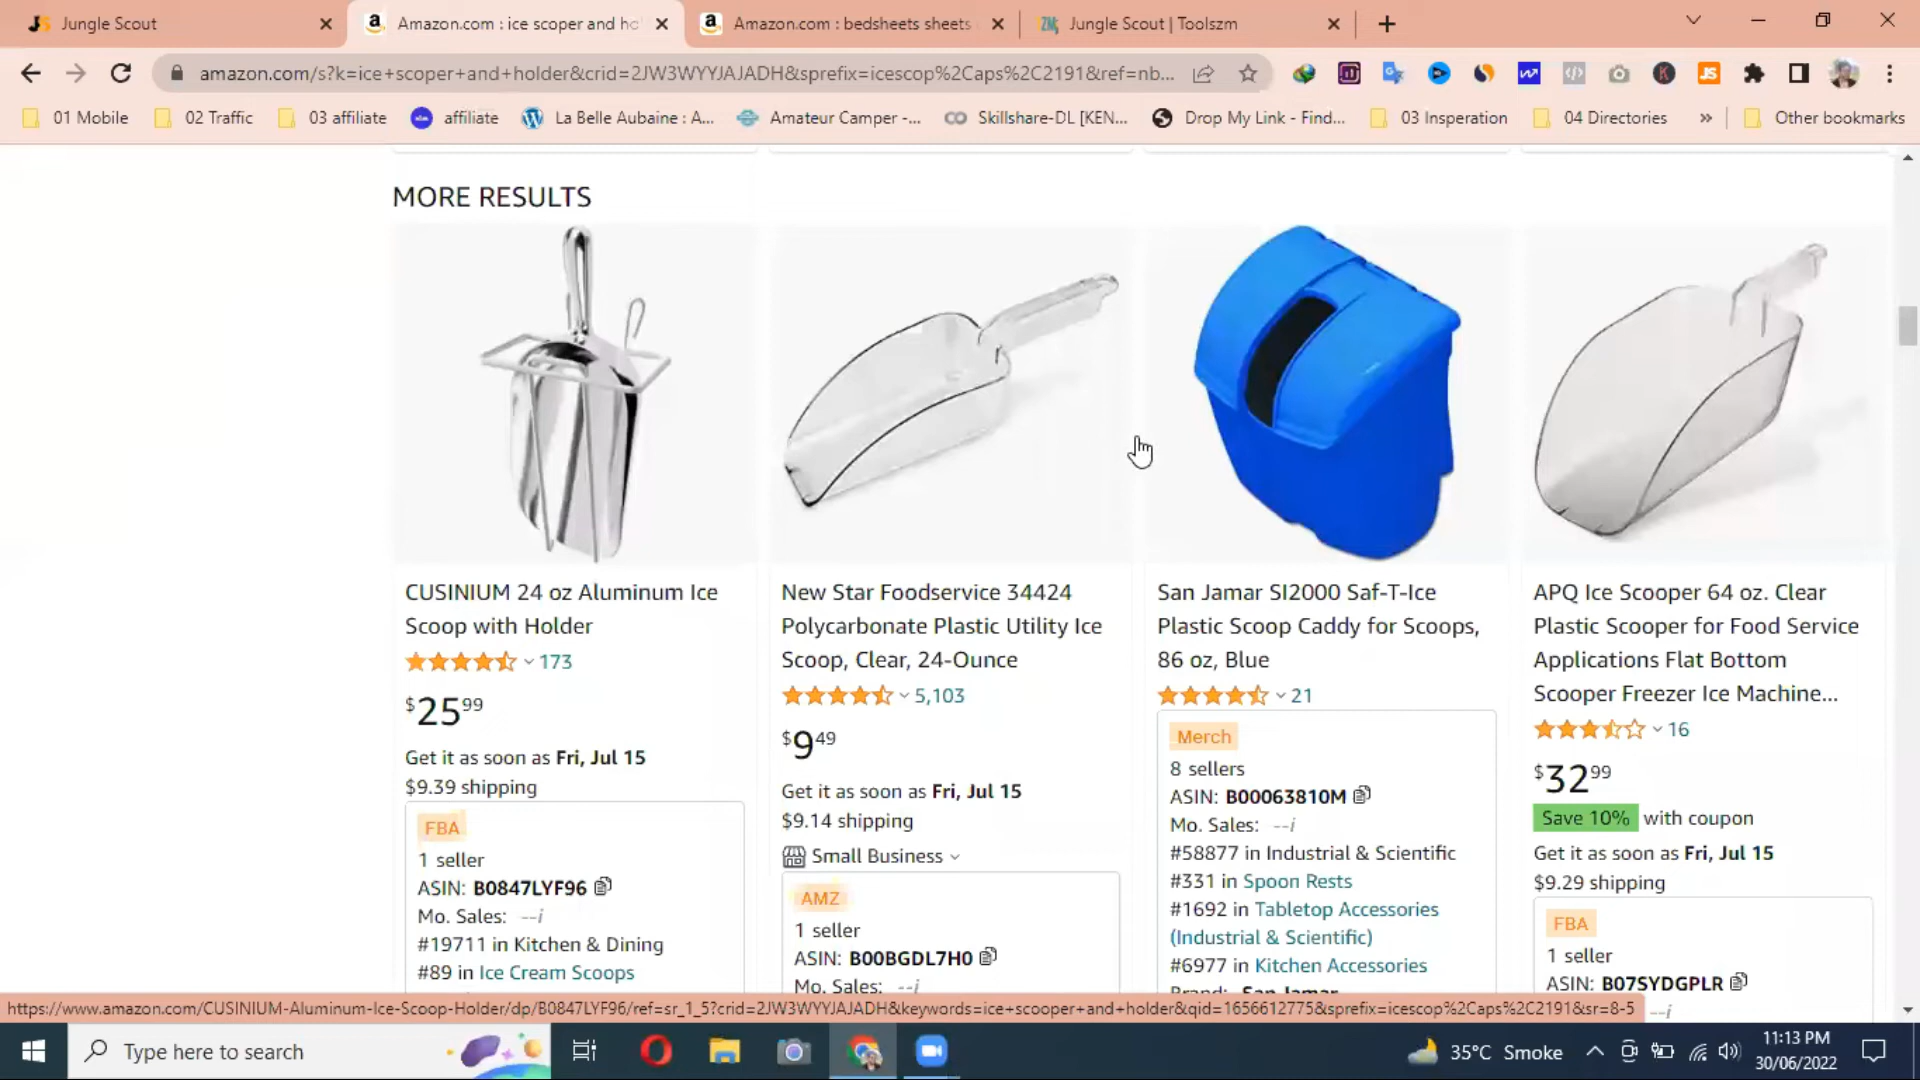 Jungle Scout
Amazon.com : ice scoper and ho
Amazon.com : bedsheets sheets
Jungle Scout | Toolszm
amazon.com/s?k=ice+scoper+and+holder&crid=2JW3WYYJAJADH&sprefix=icescop%2Caps%2C2191&ref=nb...
01 Mobile
02 Traffic
03 affiliate
affiliate
La Belle Aubaine : A...
Amateur Camper -...
Skillshare-DL [KEN...
Drop My Link - Find...
03 Insperation
04 Directories
»
Other bookmarks
MORE RESULTS
CUSINIUM 24 oz Aluminum Ice
Scoop with Holder
173
$25.99
Get it as soon as Fri, Jul 15
$9.39 shipping
FBA
1 seller
ASIN: B0847LYF96
Mo. Sales: --i
#19711 in Kitchen & Dining
#89 in Ice Cream Scoops
New Star Foodservice 34424
Polycarbonate Plastic Utility Ice
Scoop, Clear, 24-Ounce
5,103
$9.49
Get it as soon as Fri, Jul 15
$9.14 shipping
Small Business
AMZ
1 seller
ASIN: B00BGDL7H0
Mo. Sales: --i
San Jamar SI2000 Saf-T-Ice
Plastic Scoop Caddy for Scoops,
86 oz, Blue
21
Merch
8 sellers
ASIN: B00063810M
Mo. Sales: --i
#58877 in Industrial & Scientific
#331 in Spoon Rests
#1692 in Tabletop Accessories
(Industrial & Scientific)
#6977 in Kitchen Accessories
Brand: San Jamar
APQ Ice Scooper 64 oz. Clear
Plastic Scooper for Food Service
Applications Flat Bottom
Scooper Freezer Ice Machine...
16
$32.99
Save 10% with coupon
Get it as soon as Fri, Jul 15
$9.29 shipping
FBA
1 seller
ASIN: B07SYDGPLR
--i
https://www.amazon.com/CUSINIUM-Aluminum-Ice-Scoop-Holder/dp/B0847LYF96/ref=sr_1_5?crid=2JW3WYYJAJADH&keywords=ice+scooper+and+holder&qid=1656612775&sprefix=icescop%2Caps%2C2191&sr=8-5
Type here to search
35°C Smoke
11:13 PM
30/06/2022